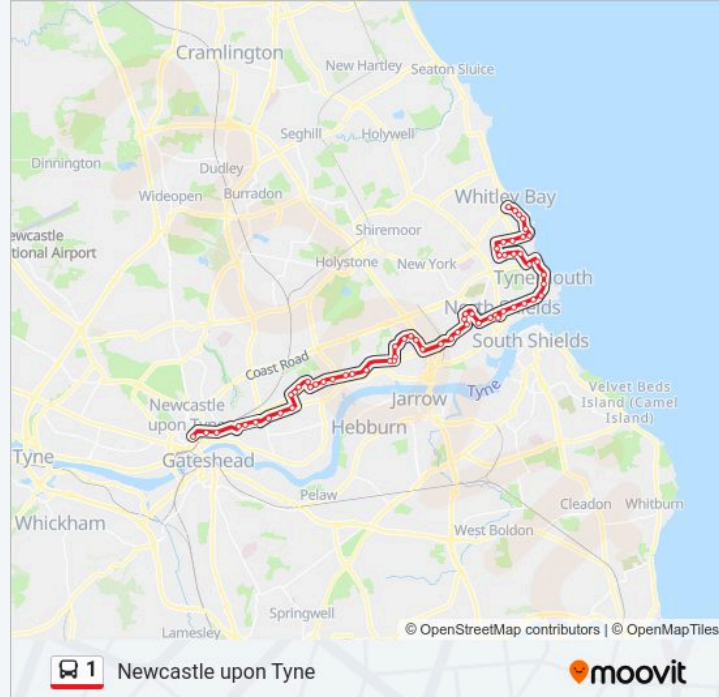 Cramlington
New Hartley
Seaton Sluice
Seghill
Holywell
Dinnington
Dudley
Wideopen
Burradon
Whitley Bay
Shiremoor
ewcastle
tional Airport
Holystone
New York
Tynemouth
North Shields
South Shields
Coast Road
Velvet Beds
Island (Camel
Island)
Tyne
Jarrow
Newcastle
upon Tyne
Hebburn
Tyne
Gateshead
Pelaw
Whickham
Cleadon
Whitburn
West Boldon
Springwell
Lamesley
© OpenStreetMap contributors | © OpenMapTiles
1 Newcastle upon Tyne
moovit